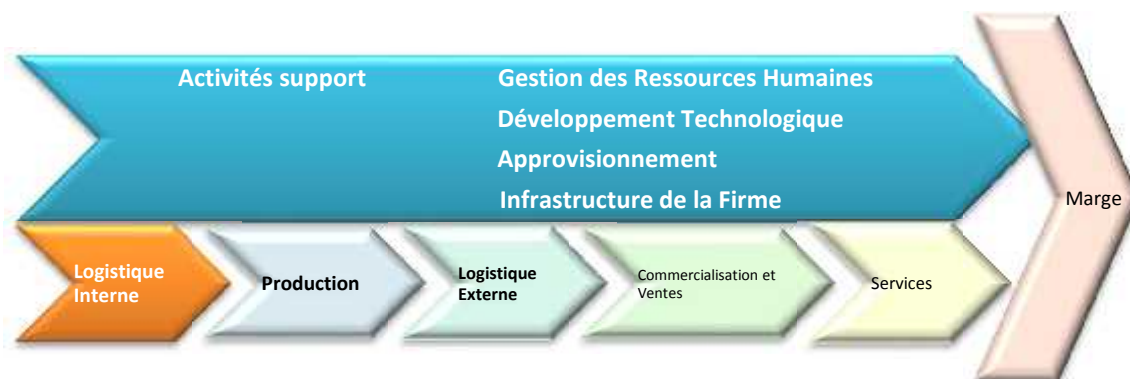 Activités support
Gestion des Ressources Humaines
Développement Technologique
Approvisionnement
Infrastructure de la Firme
Marge
Logistique
Interne
Production
Logistique
Externe
Commercialisation et
Ventes
Services